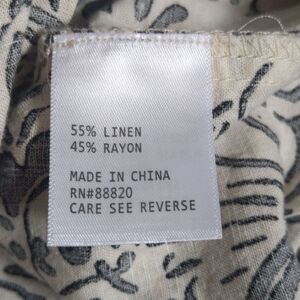 55% LINEN
45% RAYON
MADE IN CHINA
RN#88820
CARE SEE REVERSE